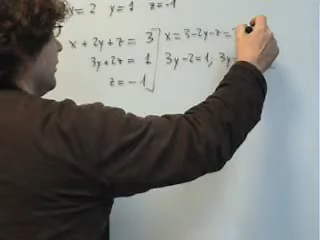 x=2 y=1 z=-1
x + 2y + z = 3
3y + 2z = 1
z = -1
x = 3-2y-z =
3y-2=1, 3y